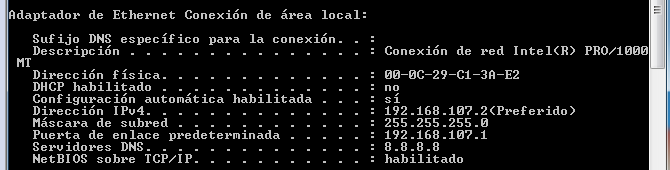 Adaptador de Ethernet Conexión de área local:
Sufijo DNS específico para la conexión. . :
Descripción . . . . . . . . . . . . . . . : Conexión de red Intel(R) PRO/1000
MT
Dirección física. . . . . . . . . . . . . : 00-0C-29-C1-3A-E2
DHCP habilitado . . . . . . . . . . . . . : no
Configuración automática habilitada . . . : sí
Dirección IPv4. . . . . . . . . . . . . . : 192.168.107.2(Preferido)
Máscara de subred . . . . . . . . . . . . : 255.255.255.0
Puerta de enlace predeterminada . . . . . : 192.168.107.1
Servidores DNS. . . . . . . . . . . . . . : 8.8.8.8
NetBIOS sobre TCP/IP. . . . . . . . . . . : habilitado